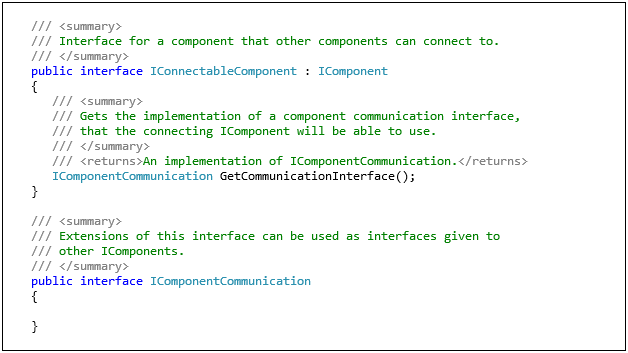 /// <summary>
/// Interface for a component that other components can connect to.
/// </summary>
public interface IConnectableComponent : IComponent
{
/// <summary>
/// Gets the implementation of a component communication interface,
/// that the connecting IComponent will be able to use.
/// </summary>
/// <returns>An implementation of IComponentCommunication.</returns>
IComponentCommunication GetCommunicationInterface();
}
/// <summary>
/// Extensions of this interface can be used as interfaces given to
/// other IComponents.
/// </summary>
public interface IComponentCommunication
{
}